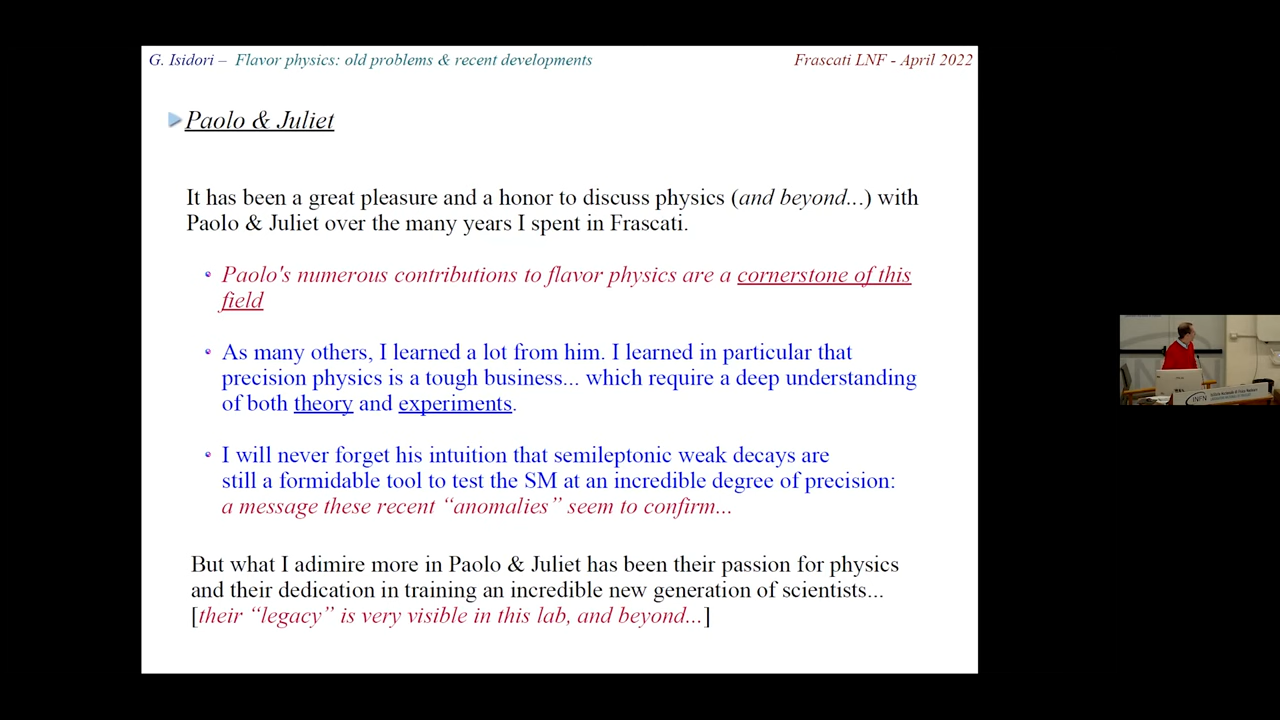 G. Isidori – Flavor physics: old problems & recent developments Frascati LNF - April 2022
Paolo & Juliet
It has been a great pleasure and a honor to discuss physics (and beyond...) with
Paolo & Juliet over the many years I spent in Frascati.
Paolo's numerous contributions to flavor physics are a cornerstone of this
field
As many others, I learned a lot from him. I learned in particular that
precision physics is a tough business... which require a deep understanding
of both theory and experiments.
I will never forget his intuition that semileptonic weak decays are
still a formidable tool to test the SM at an incredible degree of precision:
a message these recent “anomalies” seem to confirm...
But what I adimire more in Paolo & Juliet has been their passion for physics
and their dedication in training an incredible new generation of scientists...
[their “legacy” is very visible in this lab, and beyond...]
INFN